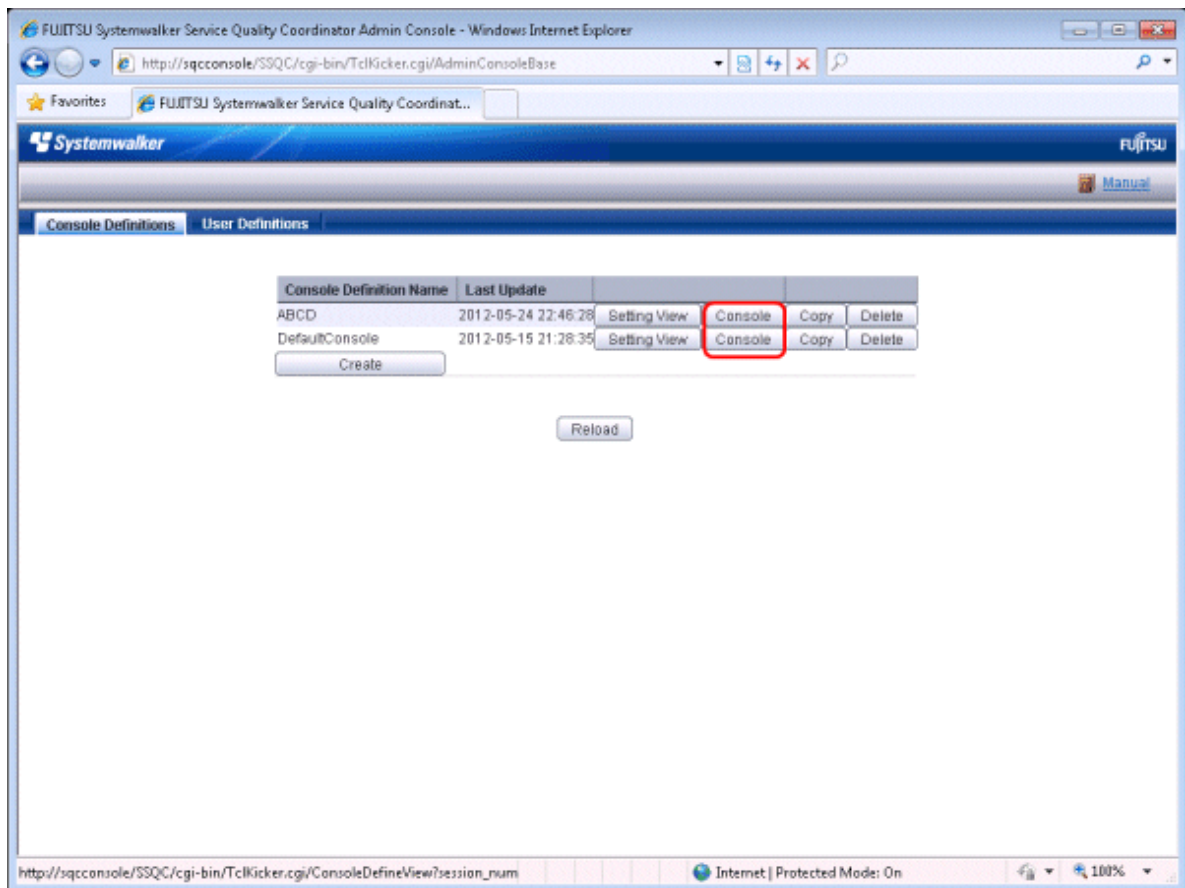 FUJITSU Systemwalker Service Quality Coordinator Admin Console - Windows Internet Explorer
http://sqcconsole/SSQC/cgi-bin/TclKicker.cgi/AdminConsoleBase
Favorites FUJITSU Systemwalker Service Quality Coordinat...
Systemwalker FUJITSU
Manual
Console Definitions User Definitions
Console Definition Name Last Update
ABCD 2012-05-24 22:46:28 Setting View Console Copy Delete
DefaultConsole 2012-05-15 21:28:35 Setting View Console Copy Delete
Create
Reload
http://sqcconsole/SSQC/cgi-bin/TclKicker.cgi/ConsoleDefineView?session_num Internet | Protected Mode: On 100%